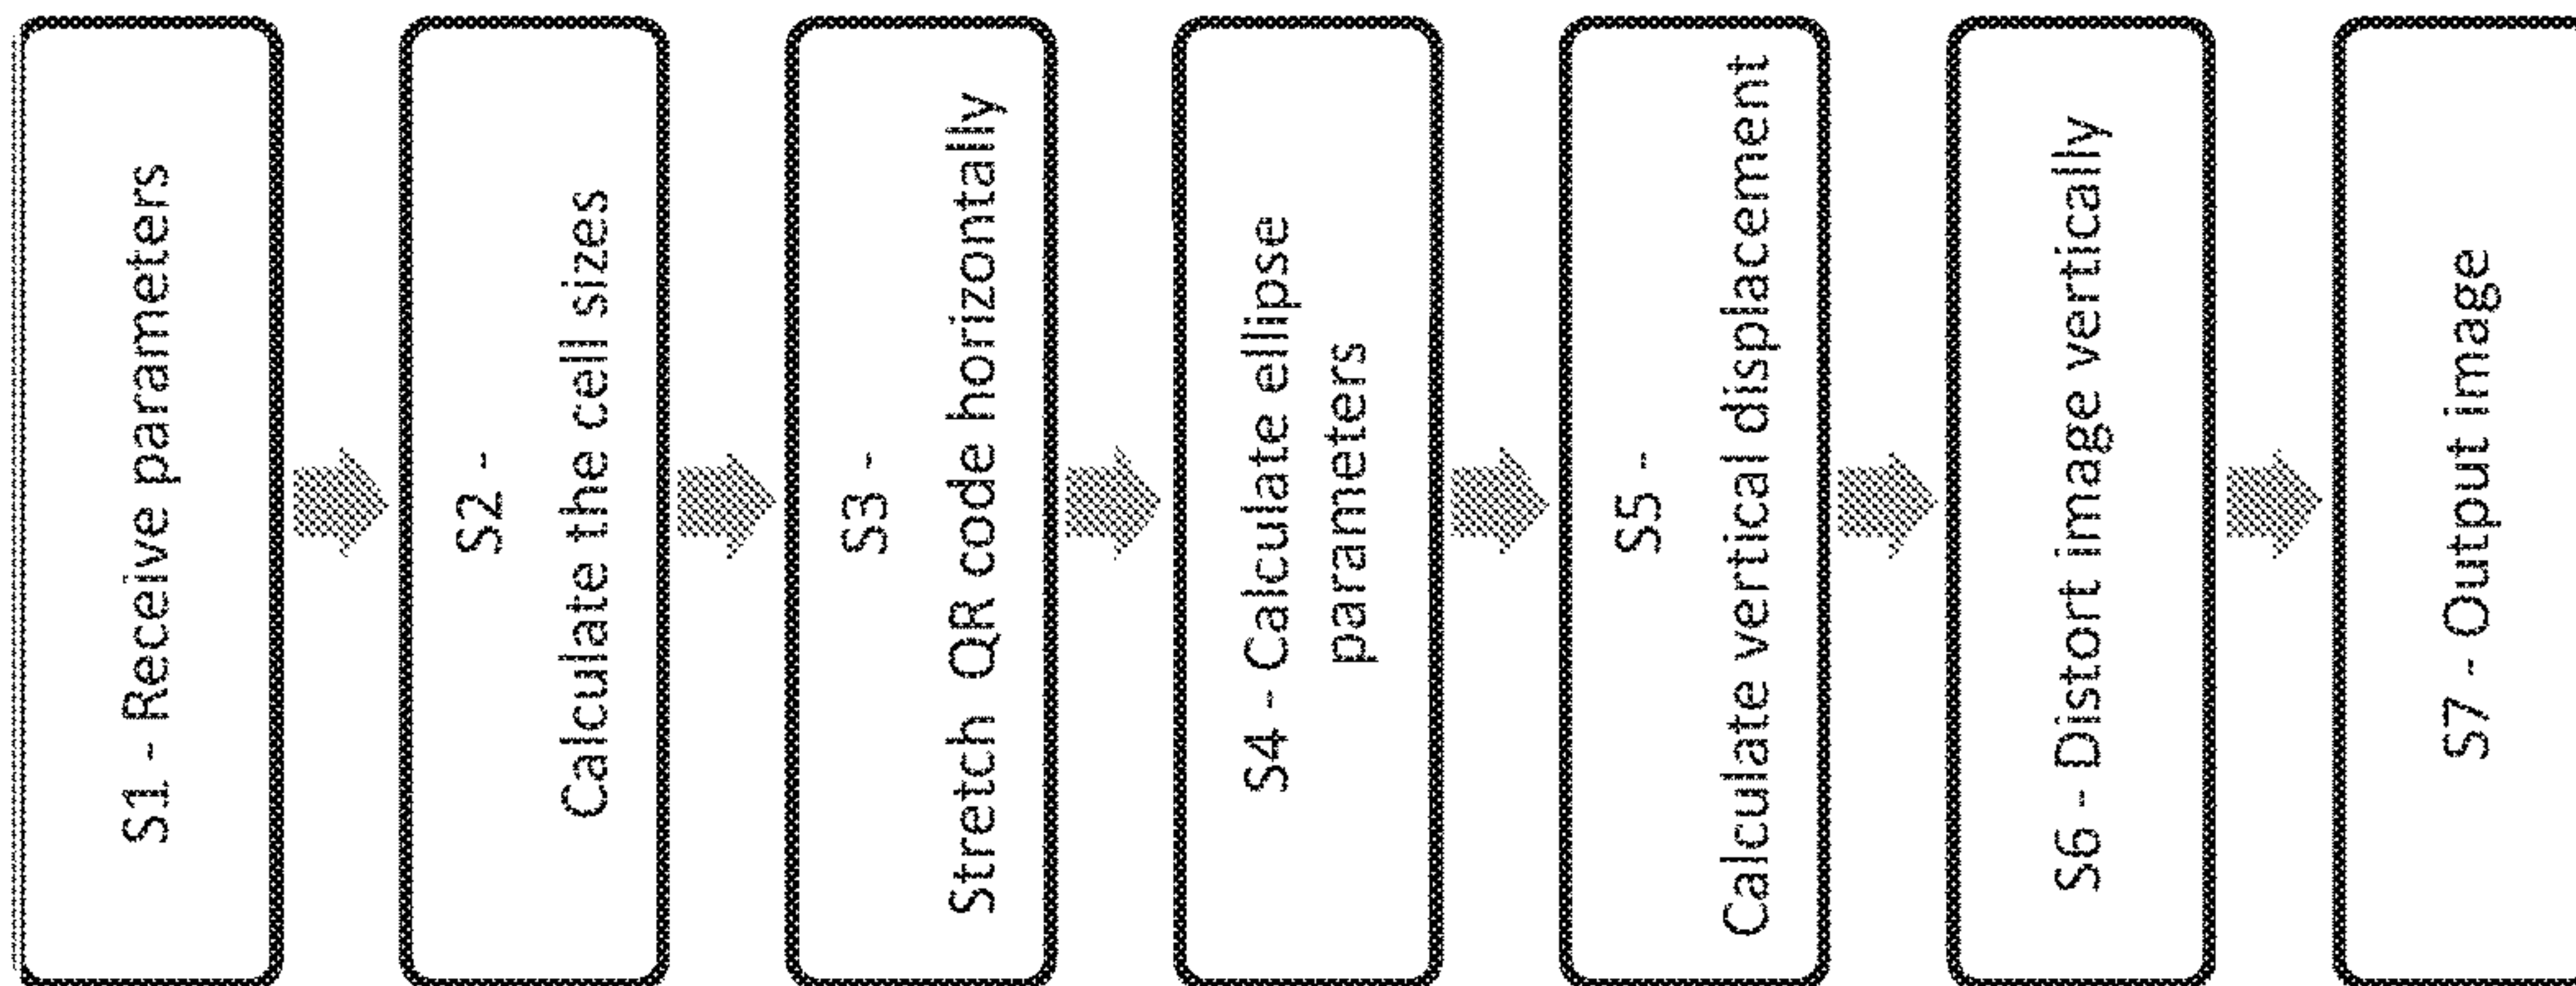 S1 - Receive parameters
S2 -
Calculate the cell sizes
S3 -
Stretch QR code horizontally
S4 - Calculate ellipse
parameters
S5 -
Calculate vertical displacement
S6 - Distort image vertically
S7 - Output image